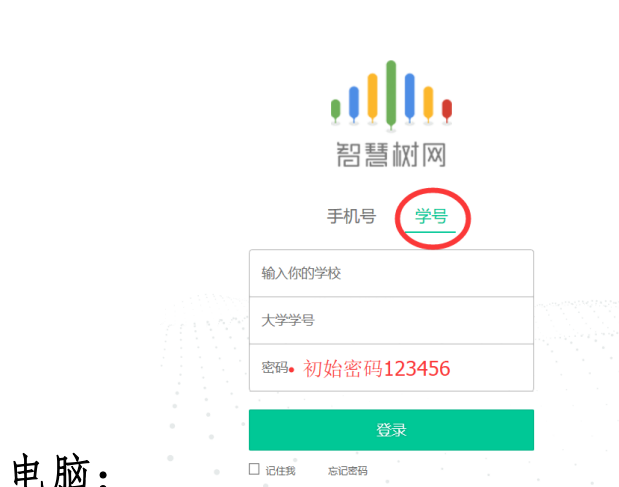 智慧树网
手机号 学号
输入你的学校
大学学号
密码 初始密码123456
登录
记住我 忘记密码
电脑：